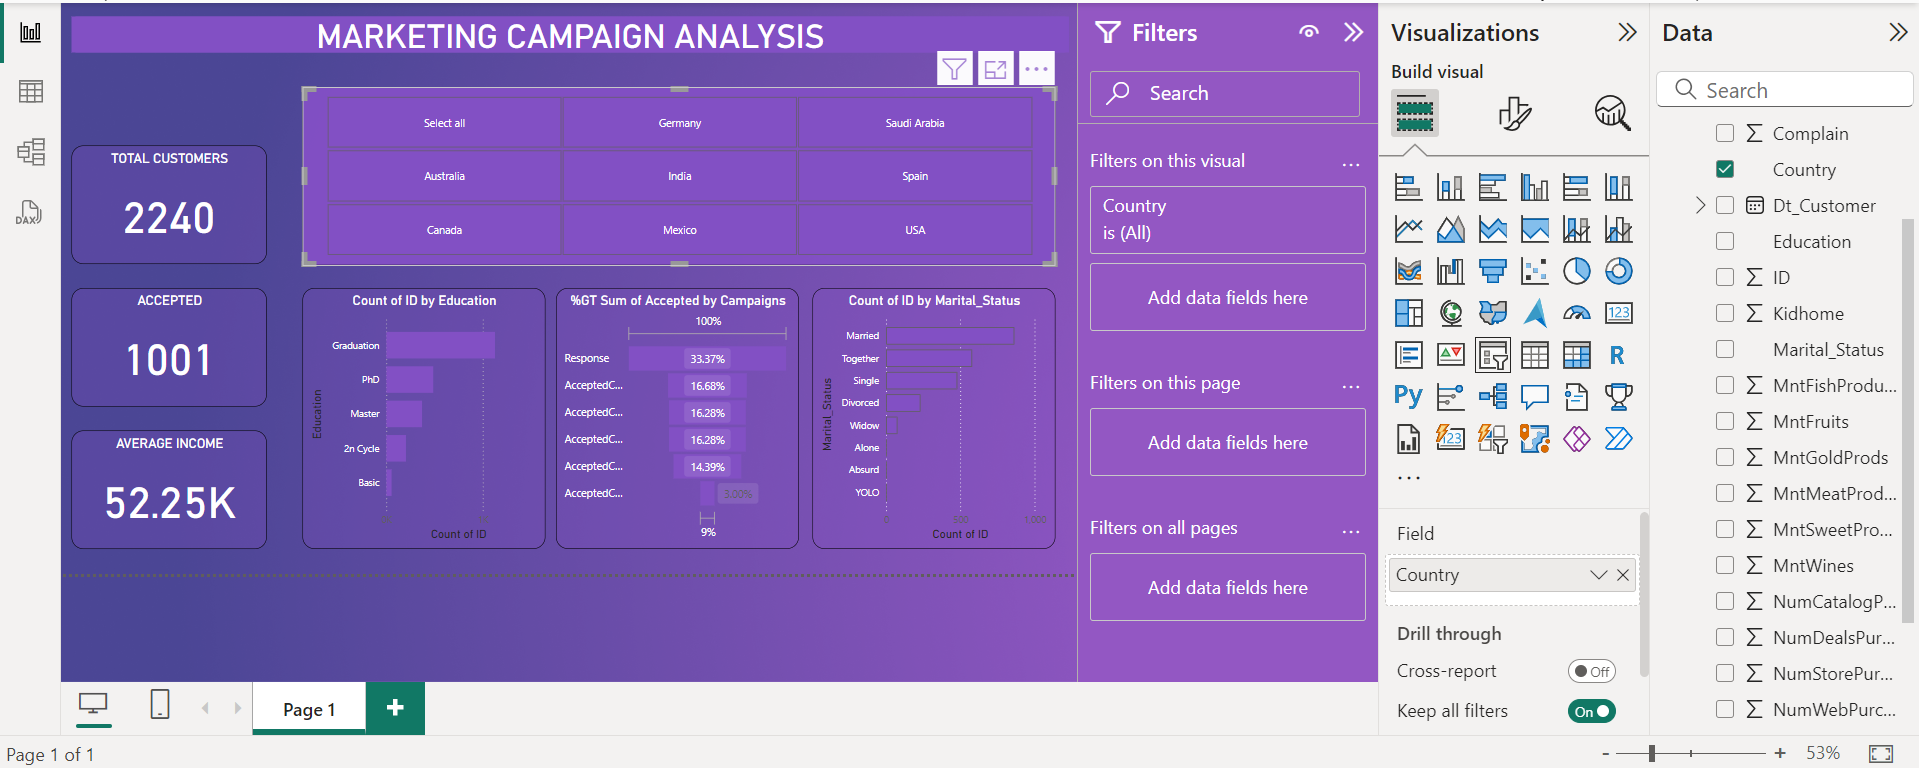 MARKETING CAMPAIGN ANALYSIS
Select all
Germany
Saudi Arabia
Australia
India
Spain
Canada
Mexico
USA
TOTAL CUSTOMERS
2240
ACCEPTED
1001
AVERAGE INCOME
52.25K
Count of ID by Education
Education
Graduation
PhD
Master
2n Cycle
Basic
Count of ID
%GT Sum of Accepted by Campaigns
100%
Response
33.37%
AcceptedC...
16.68%
AcceptedC...
16.28%
AcceptedC...
16.28%
AcceptedC...
14.39%
AcceptedC...
3.00%
9%
Count of ID by Marital_Status
Marital_Status
Married
Together
Single
Divorced
Widow
Alone
Absurd
YOLO
0
500
1,000
Count of ID
Filters
Search
Filters on this visual
...
Country
is (All)
Add data fields here
Filters on this page
...
Add data fields here
Filters on all pages
...
Add data fields here
Visualizations
Build visual
123
R
Py
123
...
Field
Country
Drill through
Cross-report
Off
Keep all filters
On
Data
Search
Complain
Country
Dt_Customer
Education
ID
Kidhome
Marital_Status
MntFishProdu...
MntFruits
MntGoldProds
MntMeatProd...
MntSweetPro...
MntWines
NumCatalogP...
NumDealsPur...
NumStorePur...
NumWebPurc...
DAX
Page 1
+
Page 1 of 1
-
+
53%